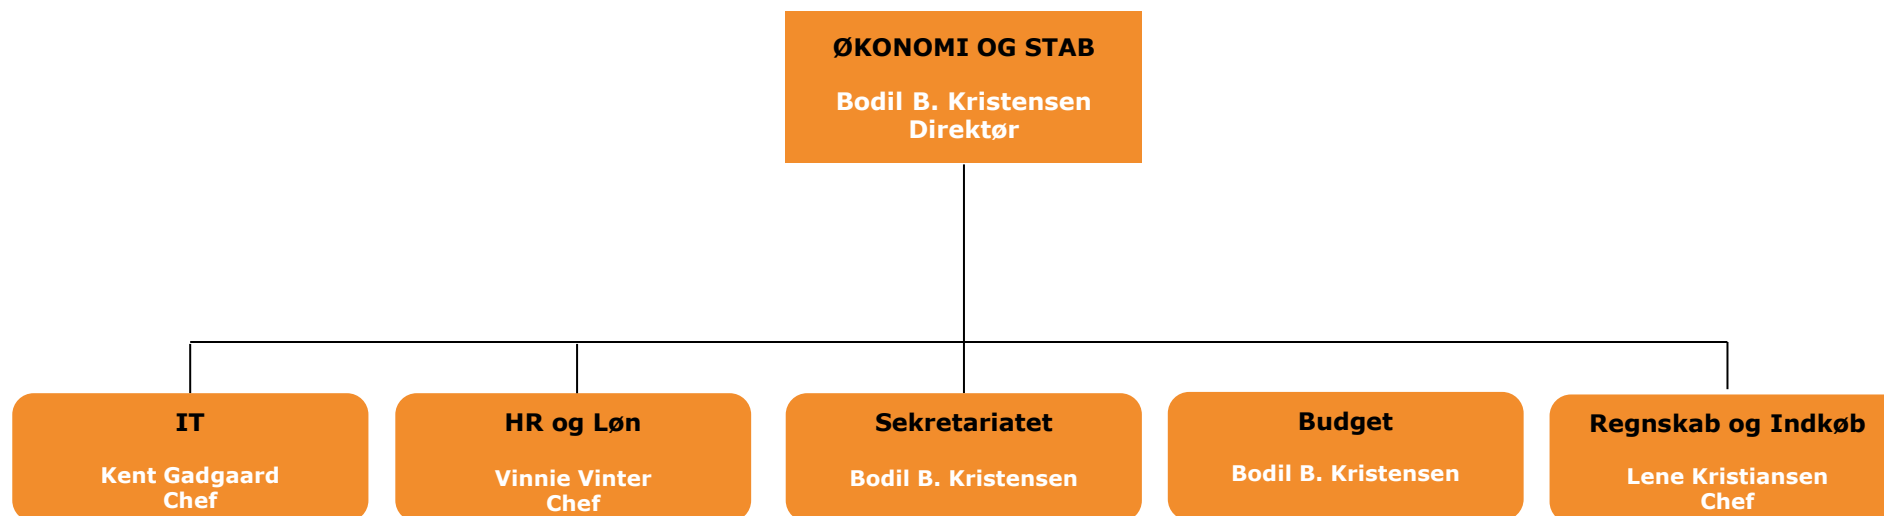 ØKONOMI OG STAB
Bodil B. Kristensen
Direktør
IT
Kent Gadgaard
Chef
HR og Løn
Vinnie Vinter
Chef
Sekretariatet
Bodil B. Kristensen
Budget
Bodil B. Kristensen
Regnskab og Indkøb
Lene Kristiansen
Chef